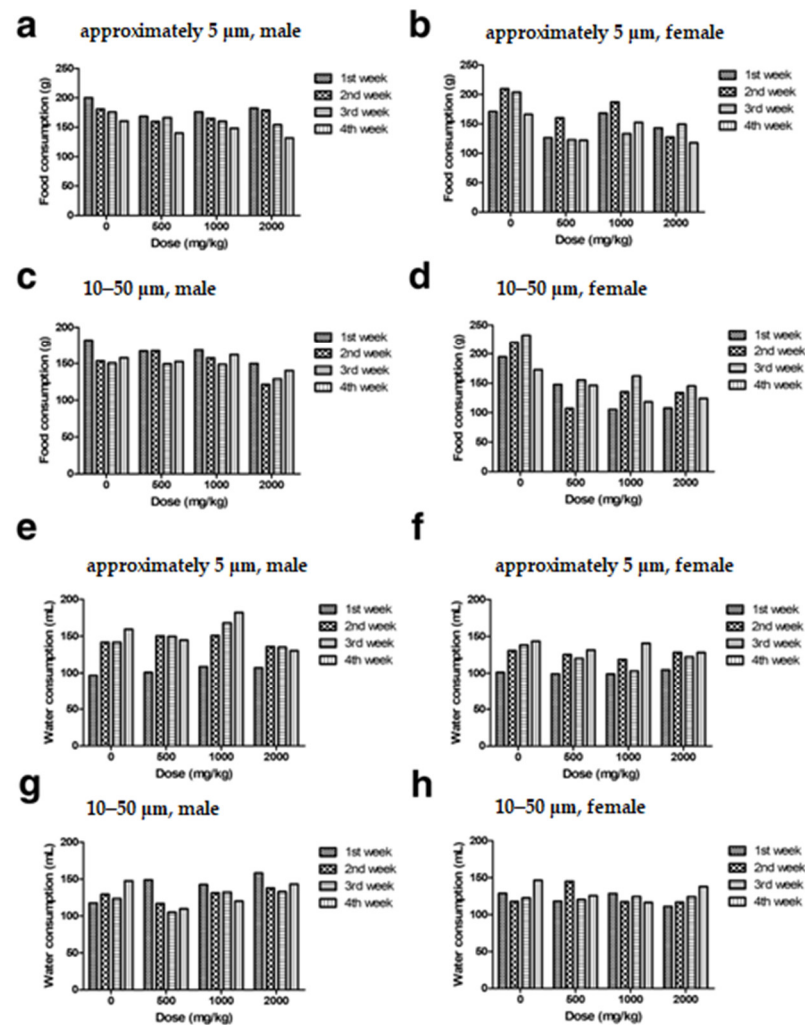 a approximately 5 μm, male
250
200
150
100
50
0
Food consumption (g)
0 500 1000 2000
Dose (mg/kg)
1st week
2nd week
3rd week
4th week
b approximately 5 μm, female
250
200
150
100
50
0
Food consumption (g)
0 500 1000 2000
Dose (mg/kg)
1st week
2nd week
3rd week
4th week
c 10–50 μm, male
200
150
100
50
0
Food consumption (g)
0 500 1000 2000
Dose (mg/kg)
1st week
2nd week
3rd week
4th week
d 10–50 μm, female
250
200
150
100
50
0
Food consumption (g)
0 500 1000 2000
Dose (mg/kg)
1st week
2nd week
3rd week
4th week
e approximately 5 μm, male
200
150
100
50
0
Water consumption (mL)
0 500 1000 2000
Dose (mg/kg)
1st week
2nd week
3rd week
4th week
f approximately 5 μm, female
200
150
100
50
0
Water consumption (mL)
0 500 1000 2000
Dose (mg/kg)
1st week
2nd week
3rd week
4th week
g 10–50 μm, male
200
150
100
50
0
Water consumption (mL)
0 500 1000 2000
Dose (mg/kg)
1st week
2nd week
3rd week
4th week
h 10–50 μm, female
200
150
100
50
0
Water consumption (mL)
0 500 1000 2000
Dose (mg/kg)
1st week
2nd week
3rd week
4th week